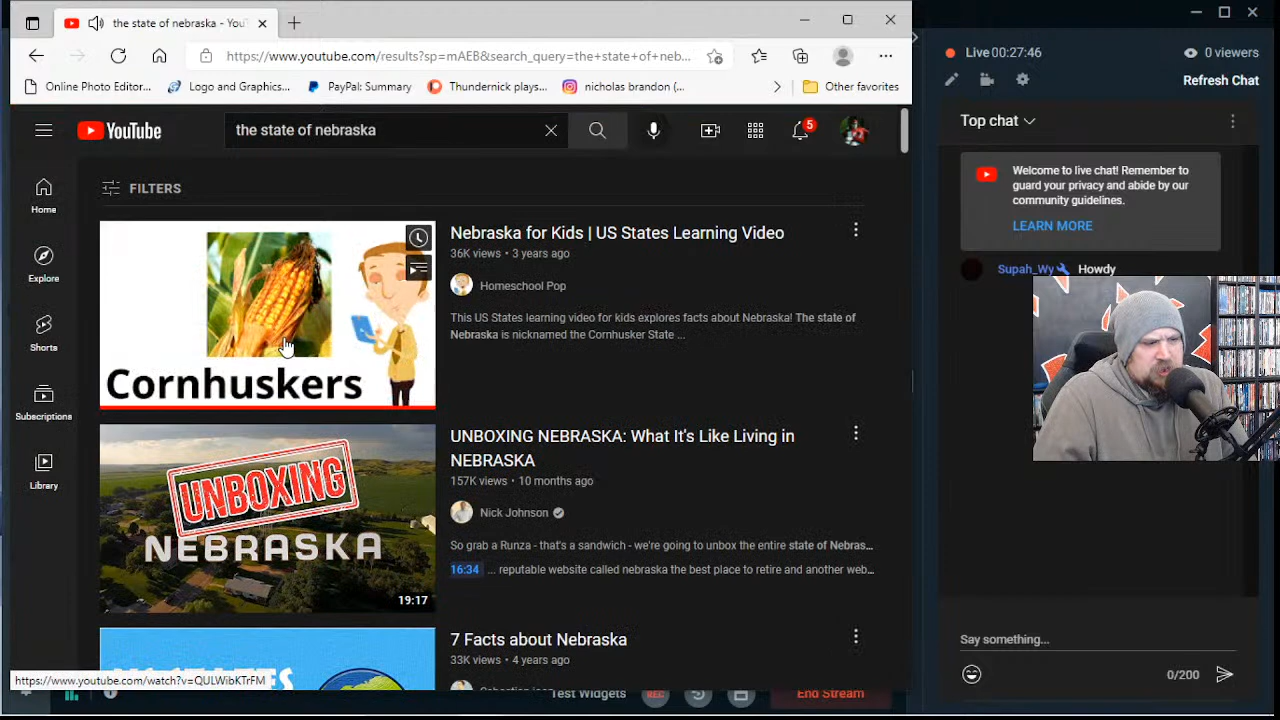 the state of nebraska - You
https://www.youtube.com/results?sp=mAEB&search_query=the+state+of+neb...
Online Photo Editor...
Logo and Graphics...
PayPal: Summary
Thundernick plays...
nicholas brandon (...
Other favorites
YouTube
the state of nebraska
5
FILTERS
Home
Explore
Shorts
Subscriptions
Library
Cornhuskers
Nebraska for Kids | US States Learning Video
36K views • 3 years ago
Homeschool Pop
This US States learning video for kids explores facts about Nebraska! The state of
Nebraska is nicknamed the Cornhusker State ...
UNBOXING
NEBRASKA
19:17
UNBOXING NEBRASKA: What It's Like Living in
NEBRASKA
157K views • 10 months ago
Nick Johnson
So grab a Runza - that's a sandwich - we're going to unbox the entire state of Nebras...
16:34 ... reputable website called nebraska the best place to retire and another web...
7 Facts about Nebraska
33K views • 4 years ago
https://www.youtube.com/watch?v=QULWibKTrFM
Test Widgets
REC
End Stream
Live 00:27:46
0 viewers
Refresh Chat
Top chat
Welcome to live chat! Remember to
guard your privacy and abide by our
community guidelines.
LEARN MORE
Supah_Wy Howdy
Say something...
0/200